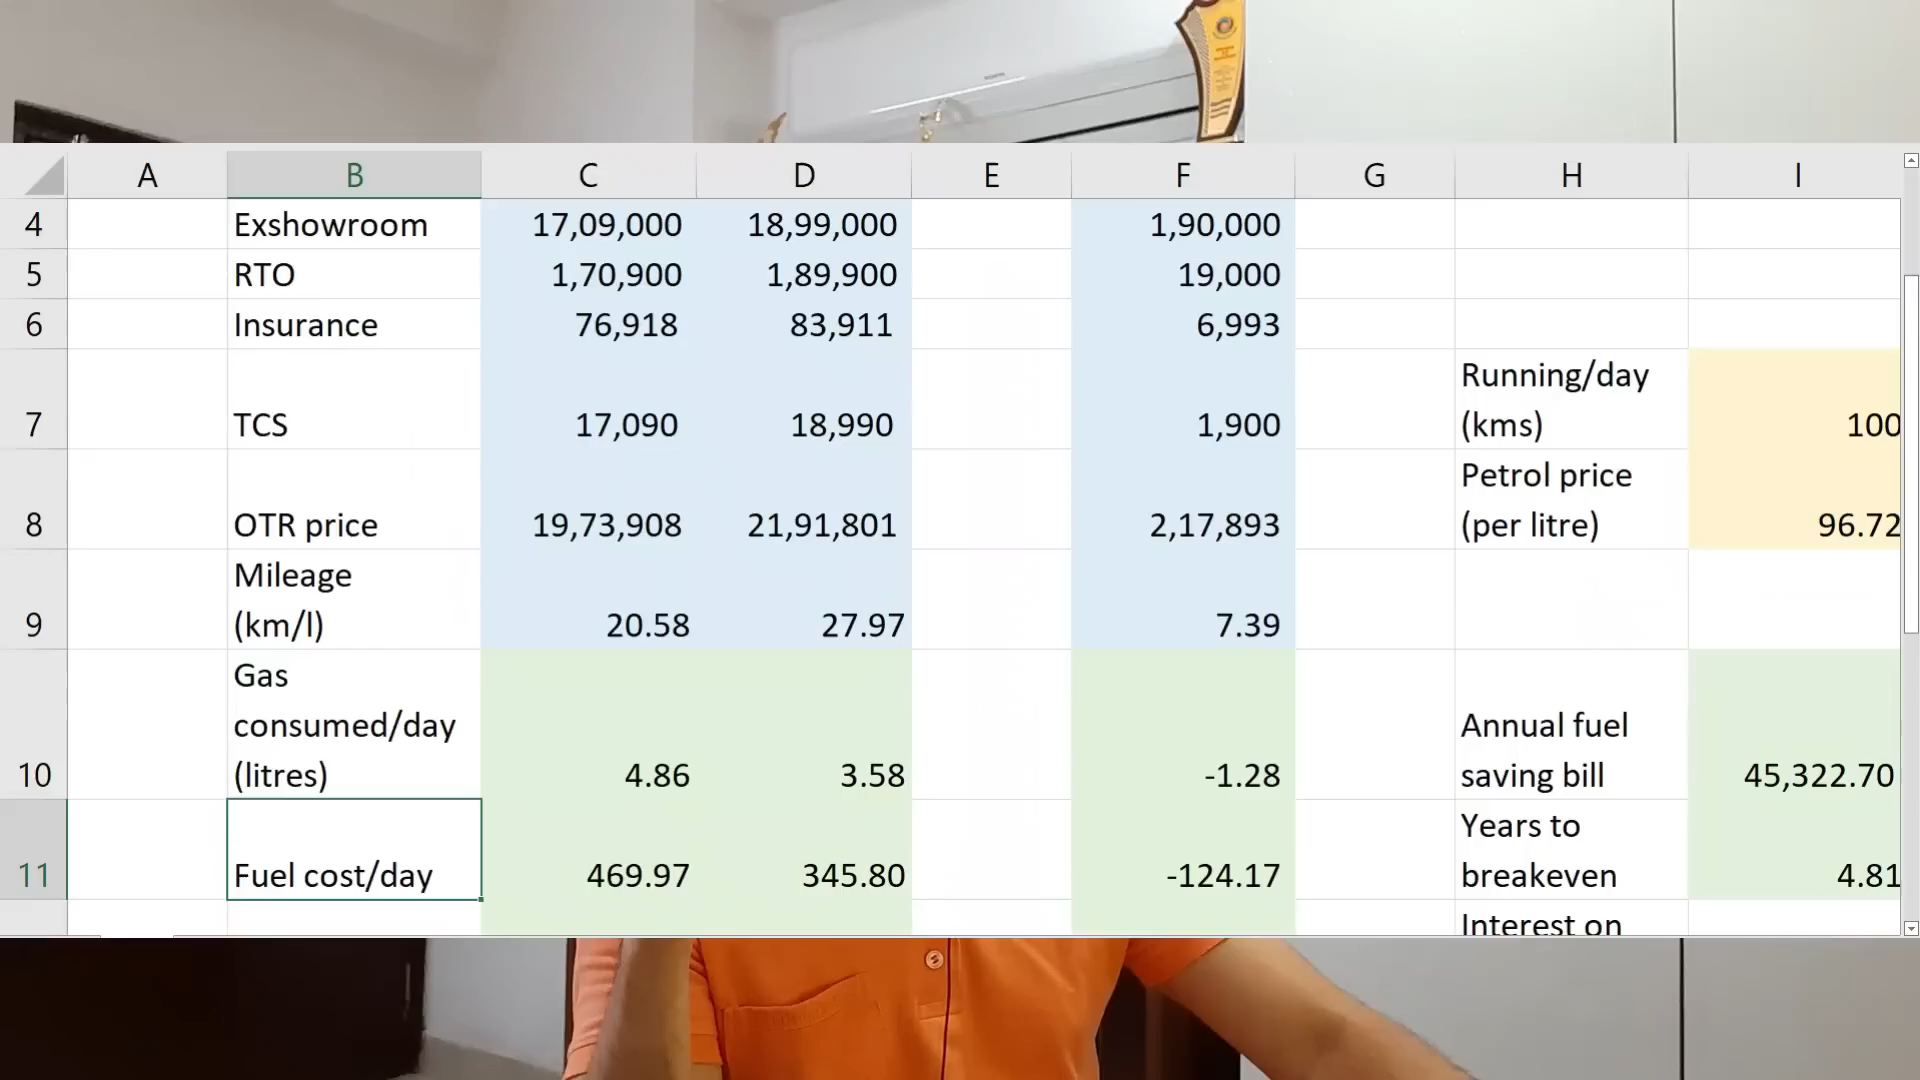 A B C D E F G H I
4 Exshowroom 17,09,000 18,99,000 1,90,000
5 RTO 1,70,900 1,89,900 19,000
6 Insurance 76,918 83,911 6,993
Running/day
7 TCS 17,090 18,990 1,900 (kms) 100
Petrol price
8 OTR price 19,73,908 21,91,801 2,17,893 (per litre) 96.72
Mileage
9 (km/l) 20.58 27.97 7.39
Gas
consumed/day Annual fuel
10 (litres) 4.86 3.58 -1.28 saving bill 45,322.70
Years to
11 Fuel cost/day 469.97 345.80 -124.17 breakeven 4.81
Interest on